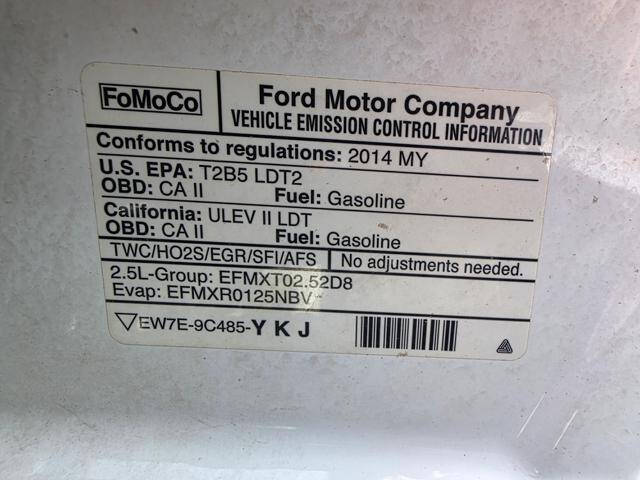 FoMoCo
Ford Motor Company
VEHICLE EMISSION CONTROL INFORMATION
Conforms to regulations: 2014 MY
U.S. EPA: T2B5 LDT2
OBD: CA II Fuel: Gasoline
California: ULEV II LDT
OBD: CA II Fuel: Gasoline
TWC/HO2S/EGR/SFI/AFS No adjustments needed.
2.5L-Group: EFMXT02.52D8
Evap: EFMXR0125NBV
EW7E-9C485-Y K J